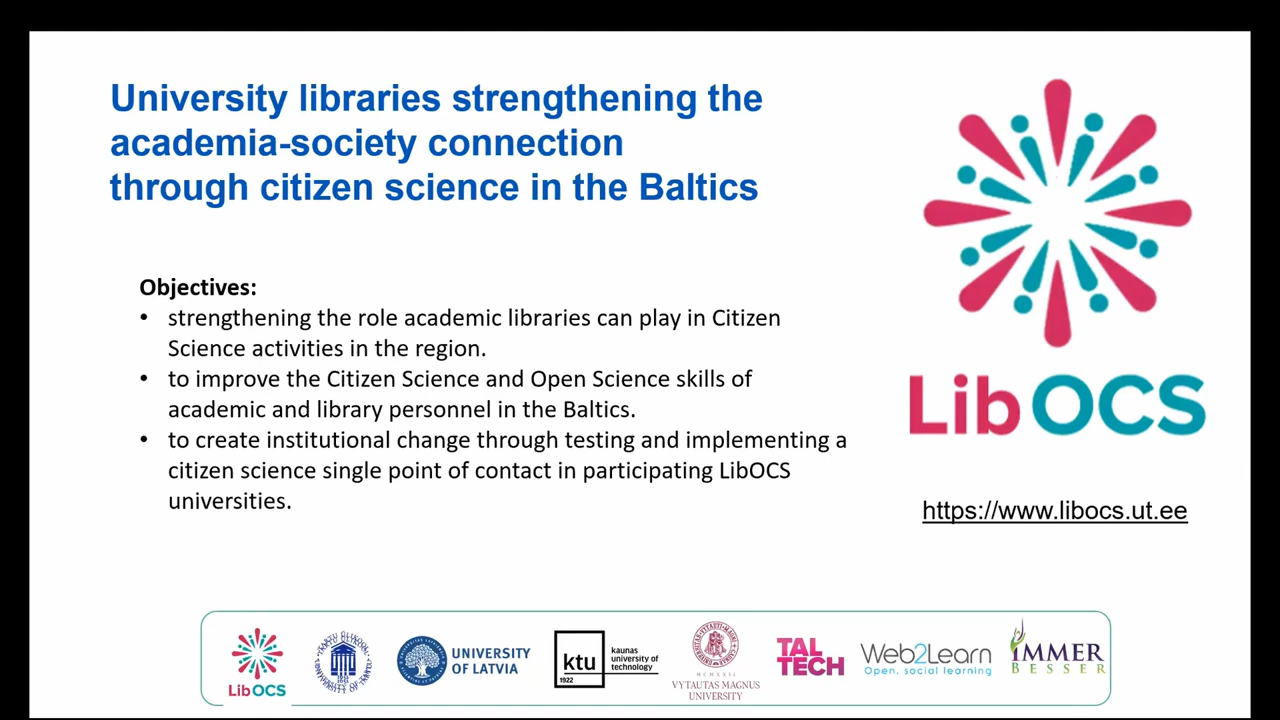 University libraries strengthening the
academia-society connection
through citizen science in the Baltics
Objectives:
• strengthening the role academic libraries can play in Citizen
Science activities in the region.
• to improve the Citizen Science and Open Science skills of
academic and library personnel in the Baltics.
• to create institutional change through testing and implementing a
citizen science single point of contact in participating LibOCS
universities.
LibOCS
https://www.libocs.ut.ee
LibOCS
UNIVERSITY
OF LATVIA
ktu
1922
kaunas
university of
technology
MCMXXII
VYTAUTAS MAGNUS
UNIVERSITY
TAL
TECH
Web2Learn
Open, social learning
IMMER
BESSER